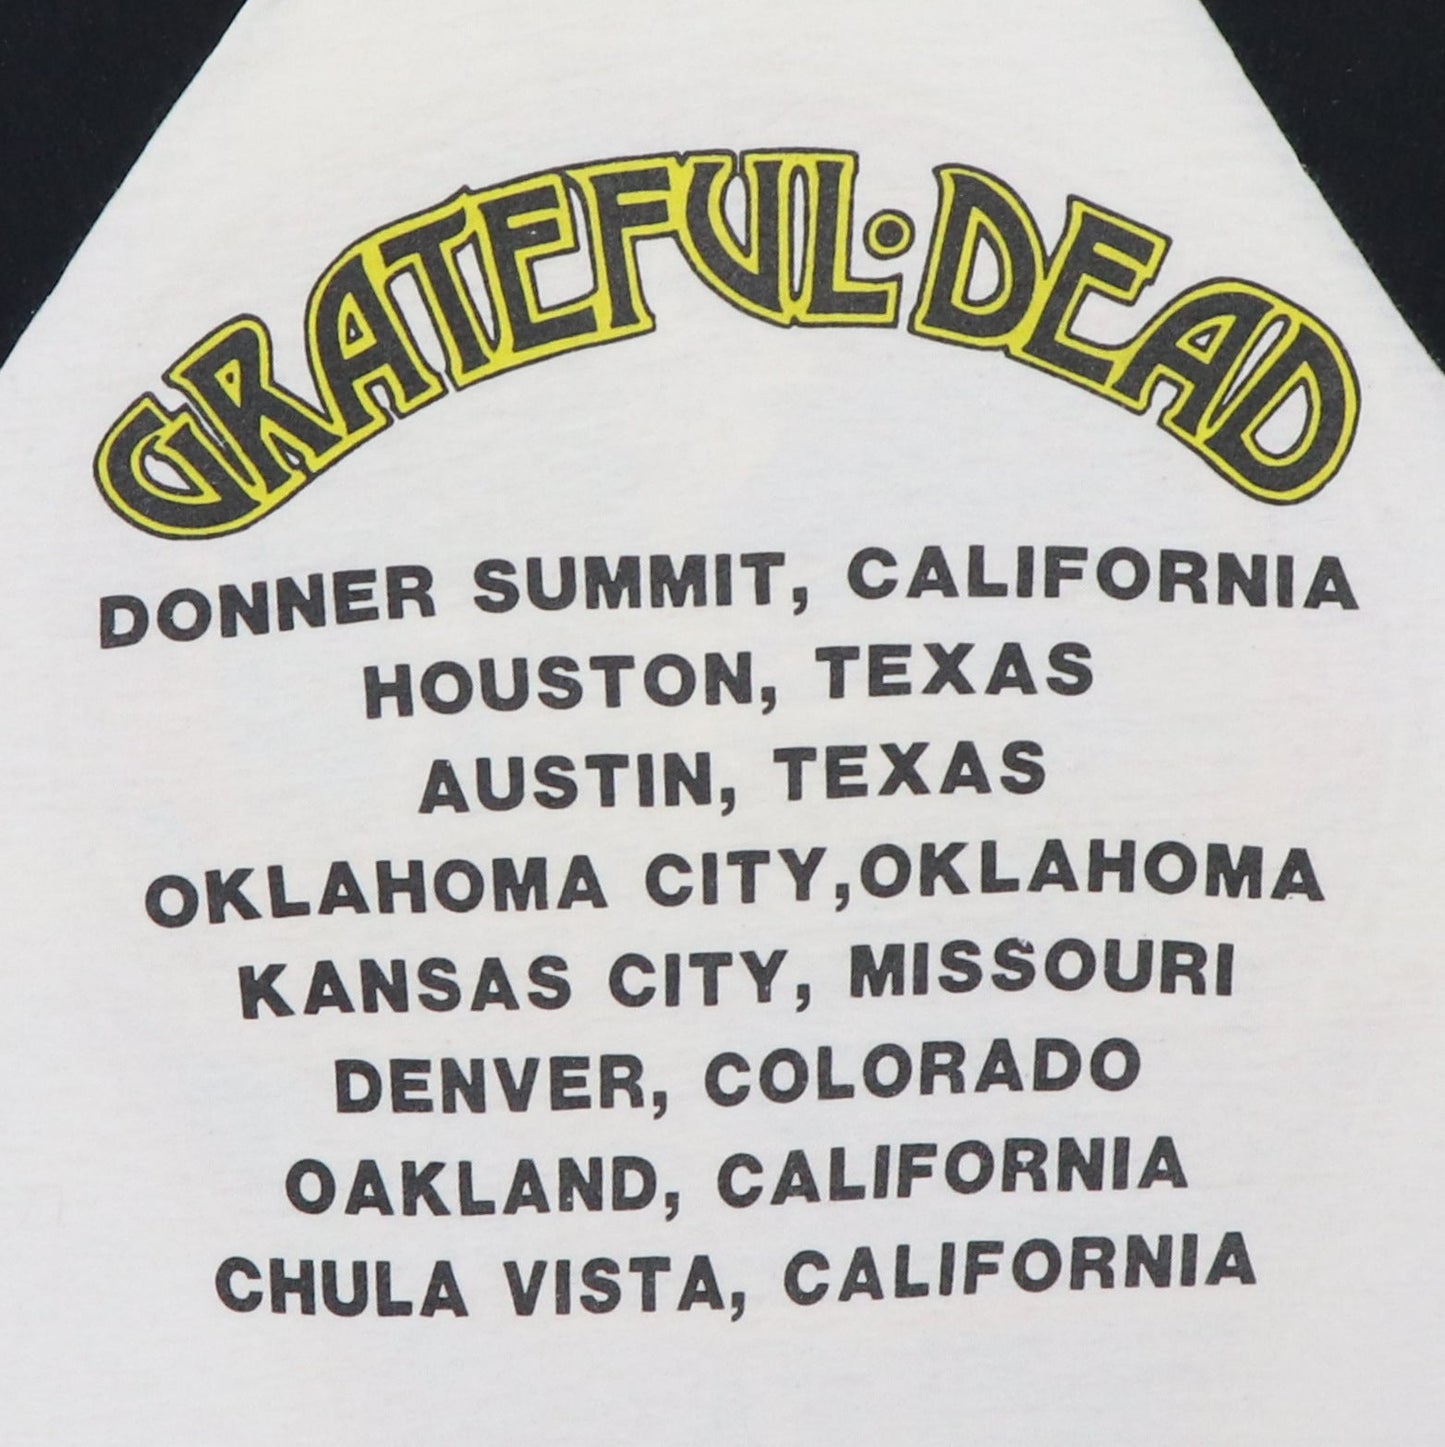 GRATEFUL·DEAD
DONNER SUMMIT, CALIFORNIA
HOUSTON, TEXAS
AUSTIN, TEXAS
OKLAHOMA CITY,OKLAHOMA
KANSAS CITY, MISSOURI
DENVER, COLORADO
OAKLAND, CALIFORNIA
CHULA VISTA, CALIFORNIA